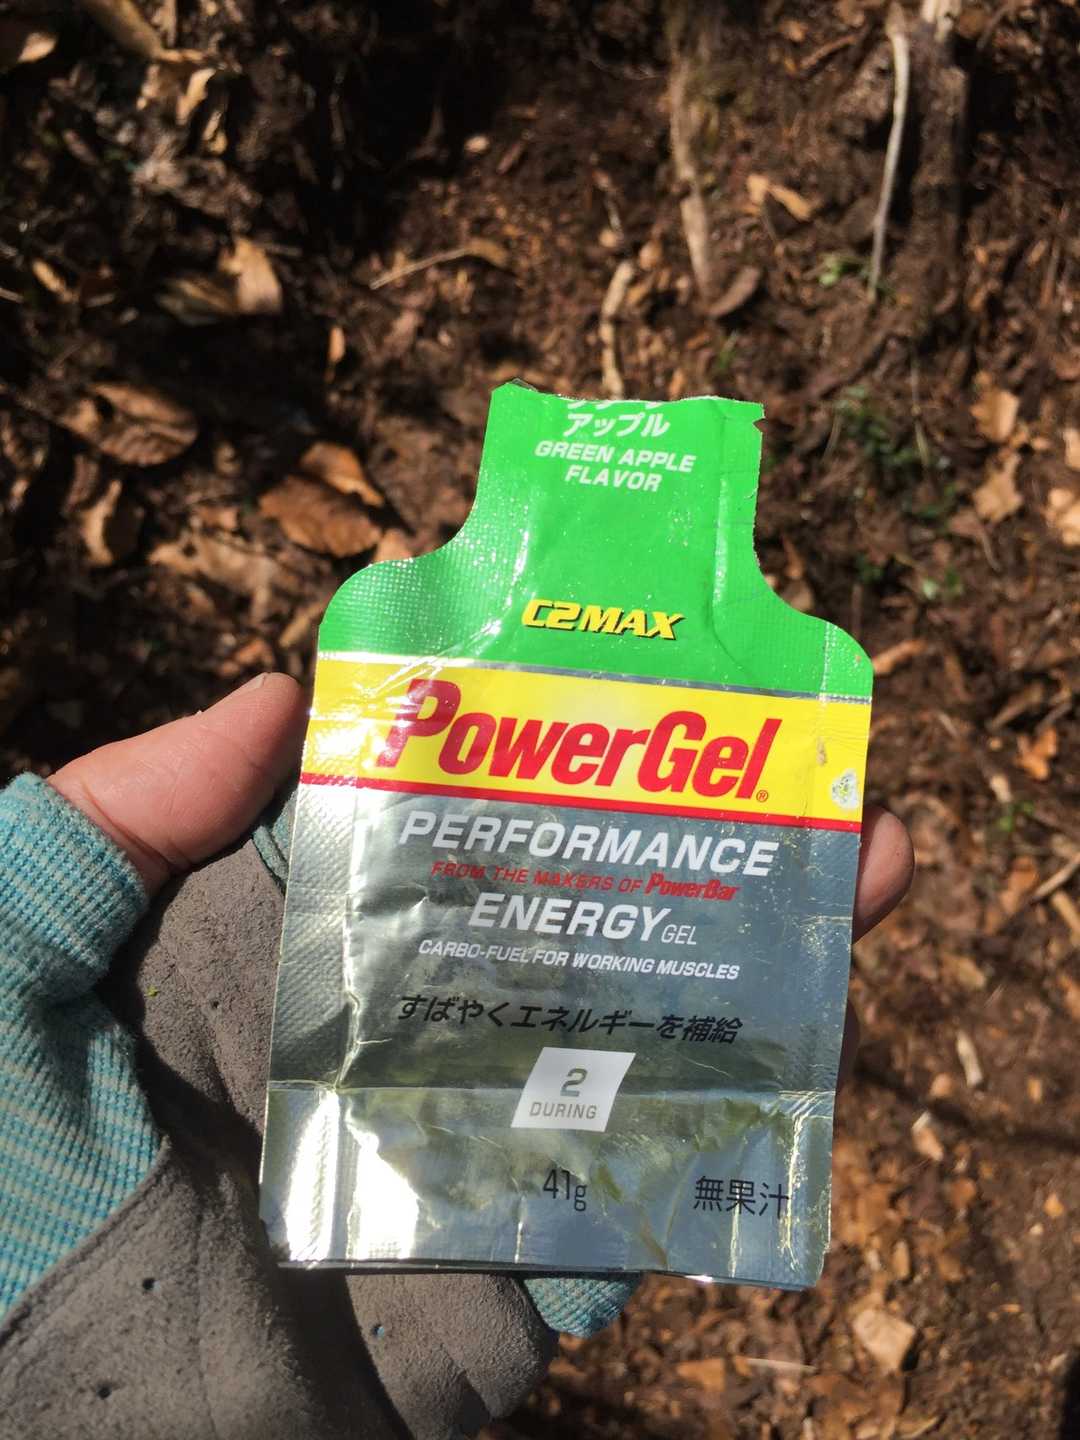 アップル
GREEN APPLE
FLAVOR
C2MAX
PowerGel®
PERFORMANCE
FROM THE MAKERS OF PowerBar
ENERGY GEL
CARBO-FUEL FOR WORKING MUSCLES
すばやくエネルギーを補給
2
DURING
41g 無果汁